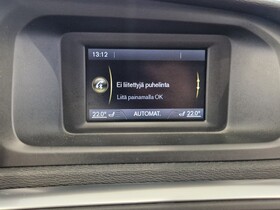 13:12
Ei liitettyjä puhelinta
Liitä painamalla OK
22.0° AUTOMAT. 22.0°